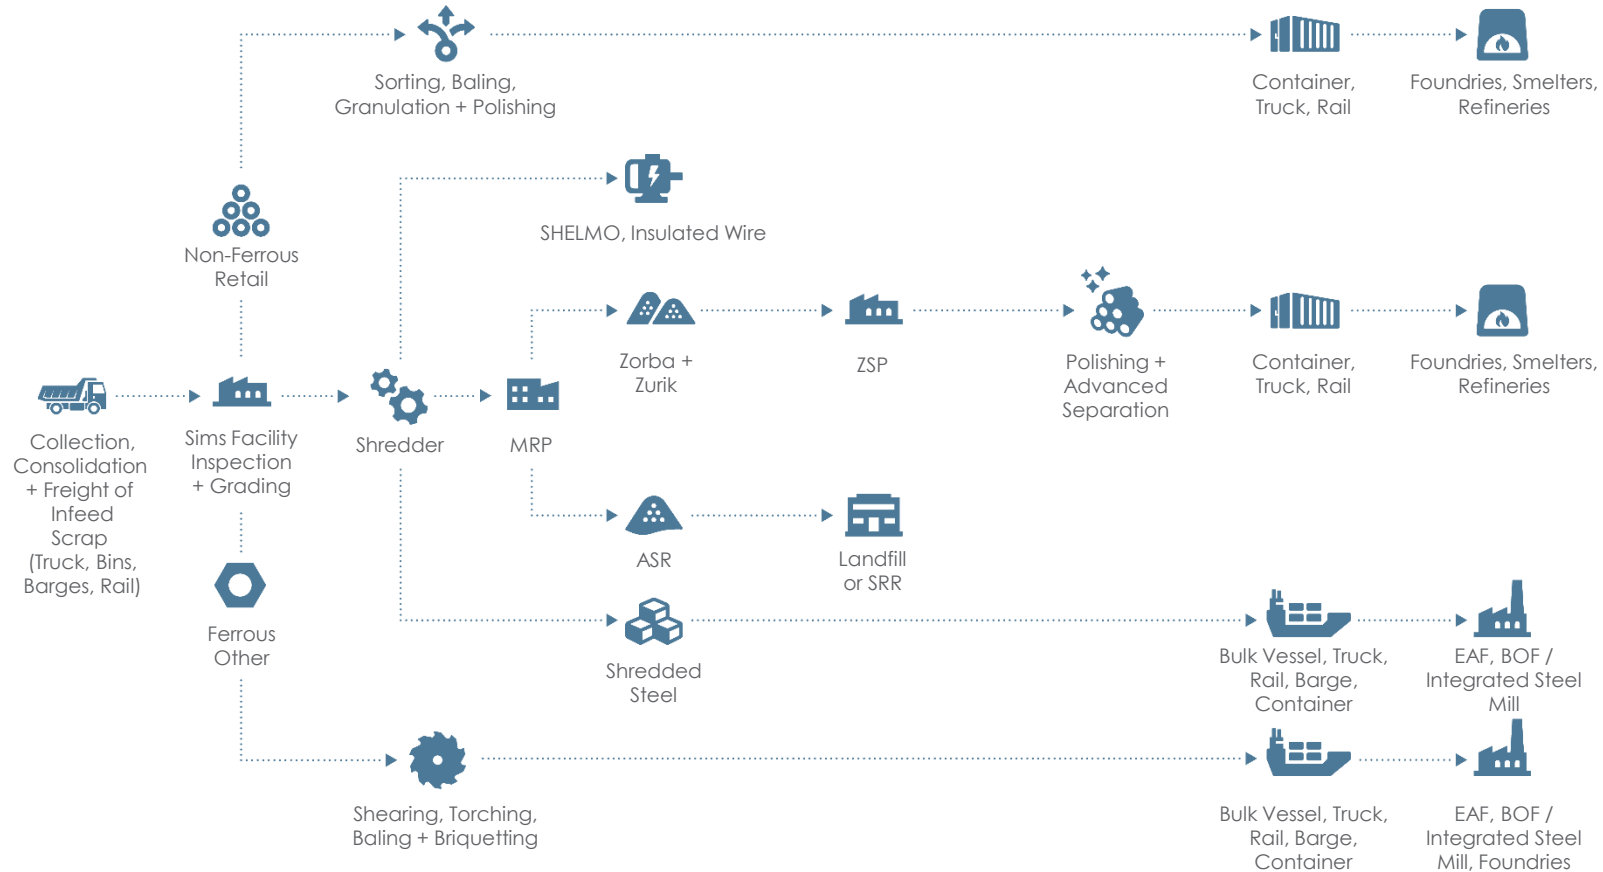 Sorting, Baling,
Granulation + Polishing
Container,
Truck, Rail
Foundries, Smelters,
Refineries
SHELMO, Insulated Wire
Non-Ferrous
Retail
Zorba +
Zurik
ZSP
Polishing +
Advanced
Separation
Container,
Truck, Rail
Foundries, Smelters,
Refineries
Collection,
Consolidation
+ Freight of
Infeed
Scrap
(Truck, Bins,
Barges, Rail)
Sims Facility
Inspection
+ Grading
Shredder
MRP
ASR
Landfill
or SRR
Ferrous
Other
Shredded
Steel
Bulk Vessel, Truck,
Rail, Barge,
Container
EAF, BOF /
Integrated Steel
Mill
Shearing, Torching,
Baling + Briquetting
Bulk Vessel, Truck,
Rail, Barge,
Container
EAF, BOF /
Integrated Steel
Mill, Foundries